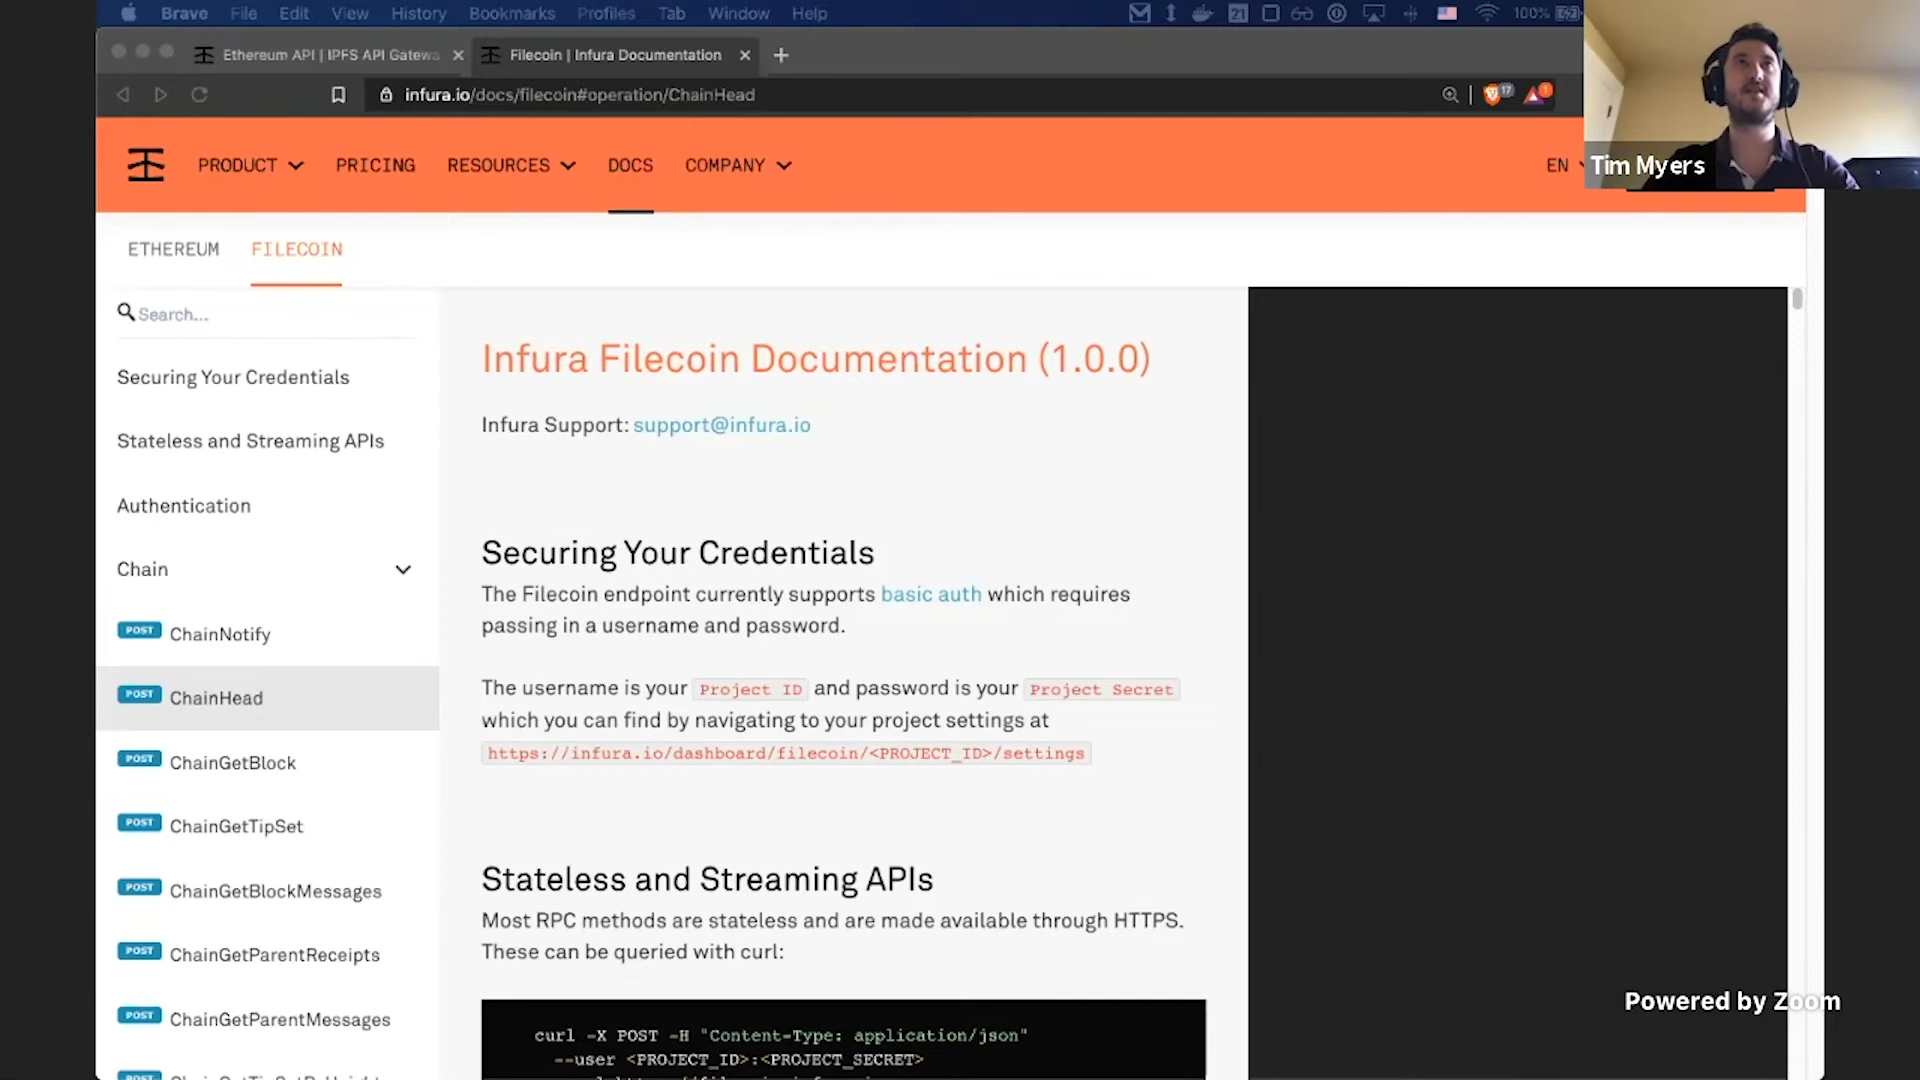 Brave File Edit View History Bookmarks Profiles Tab Window Help 21 100%
Ethereum API | IPFS API Gatewa
Filecoin | Infura Documentation
infura.io/docs/filecoin#operation/ChainHead
17
1
PRODUCT PRICING RESOURCES DOCS COMPANY
EN
Tim Myers
ETHEREUM FILECOIN
Search...
Securing Your Credentials
Stateless and Streaming APIs
Authentication
Chain
POST ChainNotify
POST ChainHead
POST ChainGetBlock
POST ChainGetTipSet
POST ChainGetBlockMessages
POST ChainGetParentReceipts
POST ChainGetParentMessages
Infura Filecoin Documentation (1.0.0)
Infura Support: support@infura.io
Securing Your Credentials
The Filecoin endpoint currently supports basic auth which requires
passing in a username and password.
The username is your Project ID and password is your Project Secret
which you can find by navigating to your project settings at
https://infura.io/dashboard/filecoin/<PROJECT_ID>/settings
Stateless and Streaming APIs
Most RPC methods are stateless and are made available through HTTPS.
These can be queried with curl:
curl -X POST -H "Content-Type: application/json"
--user <PROJECT_ID>:<PROJECT_SECRET>
Powered by Zoom